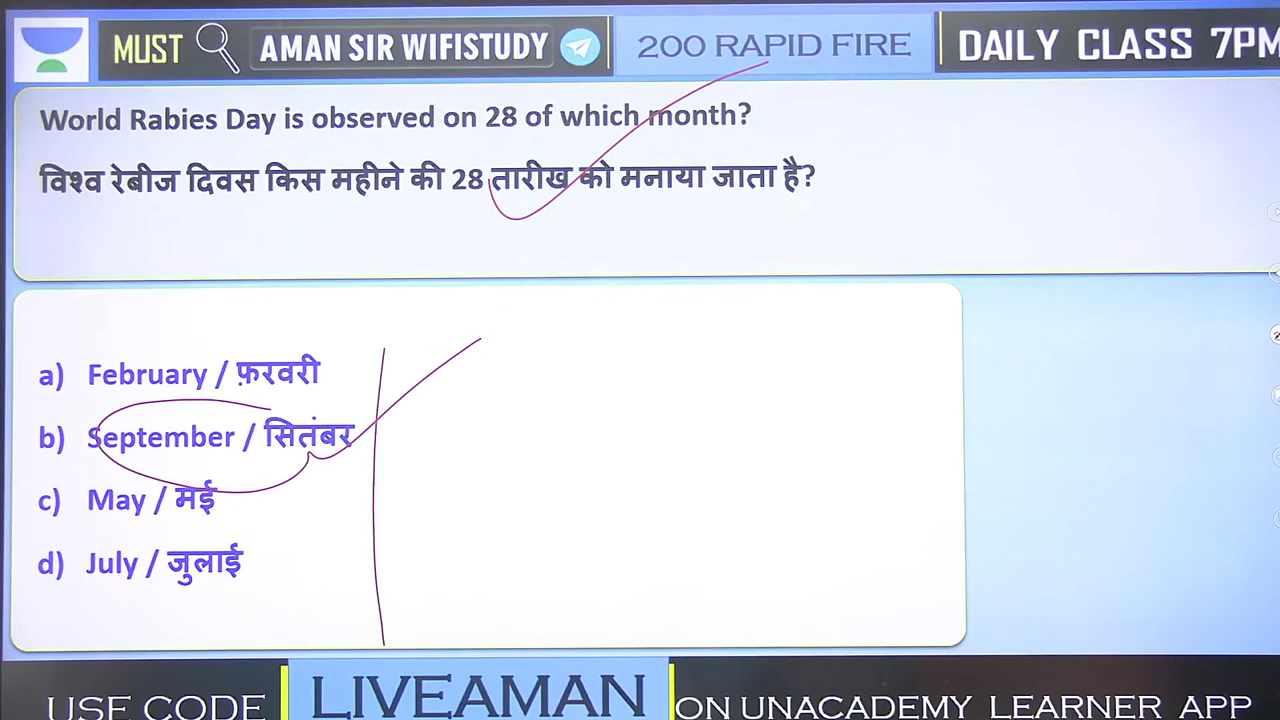 MUST AMAN SIR WIFISTUDY 200 RAPID FIRE DAILY CLASS 7PM
World Rabies Day is observed on 28 of which month?
विश्व रेबीज दिवस किस महीने की 28 तारीख को मनाया जाता है?
a) February / फ़रवरी
b) September / सितंबर
c) May / मई
d) July / जुलाई
USE CODE LIVEAMAN ON UNACADEMY LEARNER APP